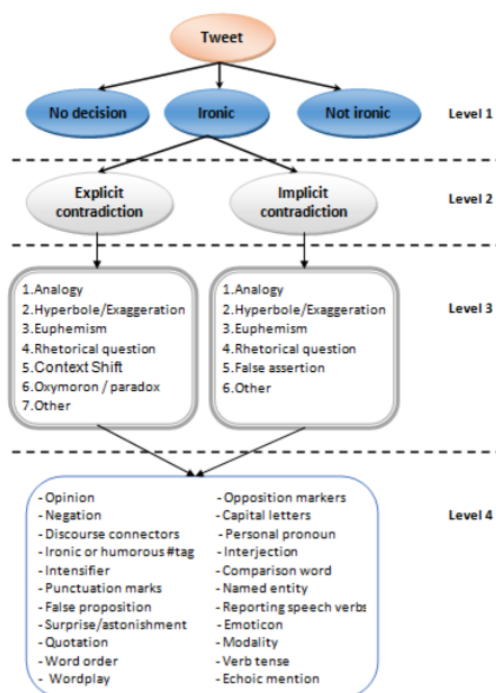 Tweet
No decision
Ironic
Not ironic
Level 1
Explicit
contradiction
Implicit
contradiction
Level 2
1.Analogy
2.Hyperbole/Exaggeration
3.Euphemism
4.Rhetorical question
5.Context Shift
6.Oxymoron / paradox
7.Other
1.Analogy
2.Hyperbole/Exaggeration
3.Euphemism
4.Rhetorical question
5.False assertion
6.Other
Level 3
- Opinion
- Negation
- Discourse connectors
- Ironic or humorous #tag
- Intensifier
- Punctuation marks
- False proposition
- Surprise/astonishment
- Quotation
- Word order
- Wordplay
- Opposition markers
- Capital letters
- Personal pronoun
- Interjection
- Comparison word
- Named entity
- Reporting speech verbs
- Emoticon
- Modality
- Verb tense
- Echoic mention
Level 4